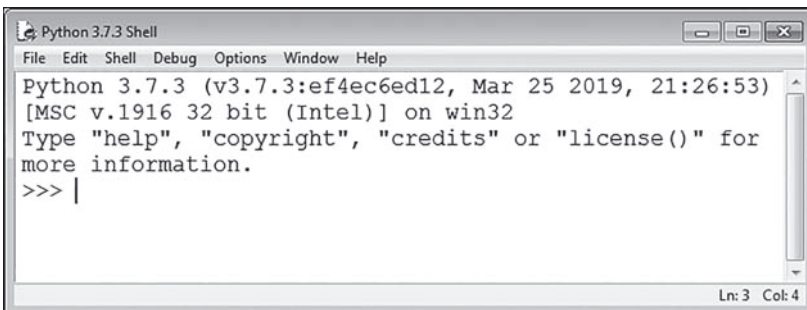 Python 3.7.3 Shell
File Edit Shell Debug Options Window Help
Python 3.7.3 (v3.7.3:ef4ec6ed12, Mar 25 2019, 21:26:53)
[MSC v.1916 32 bit (Intel)] on win32
Type "help", "copyright", "credits" or "license()" for
more information.
>>>
Ln: 3 Col: 4